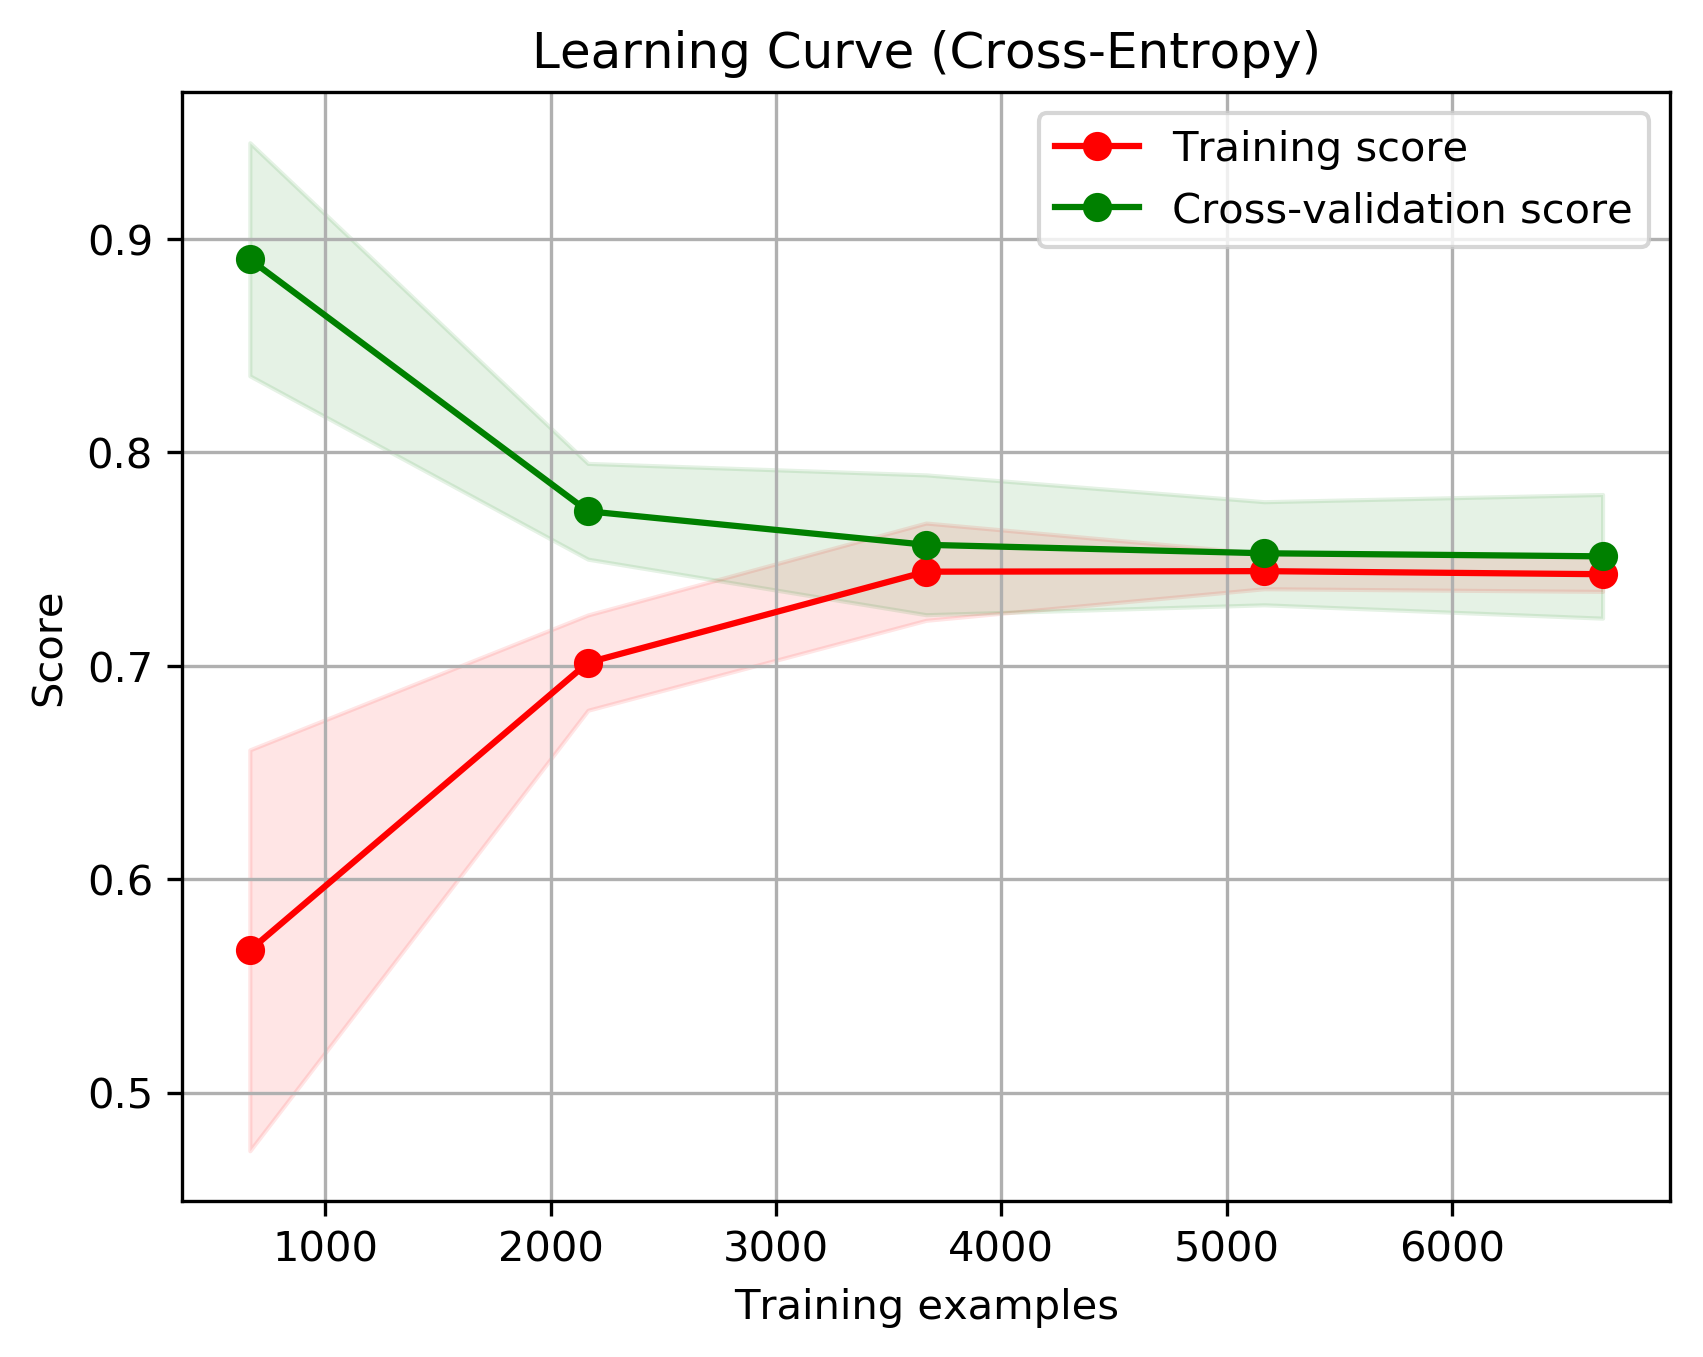 Learning Curve (Cross-Entropy)
Training score
Cross-validation score
0.9
0.8
0.7
0.6
0.5
Score
1000 2000 3000 4000 5000 6000
Training examples